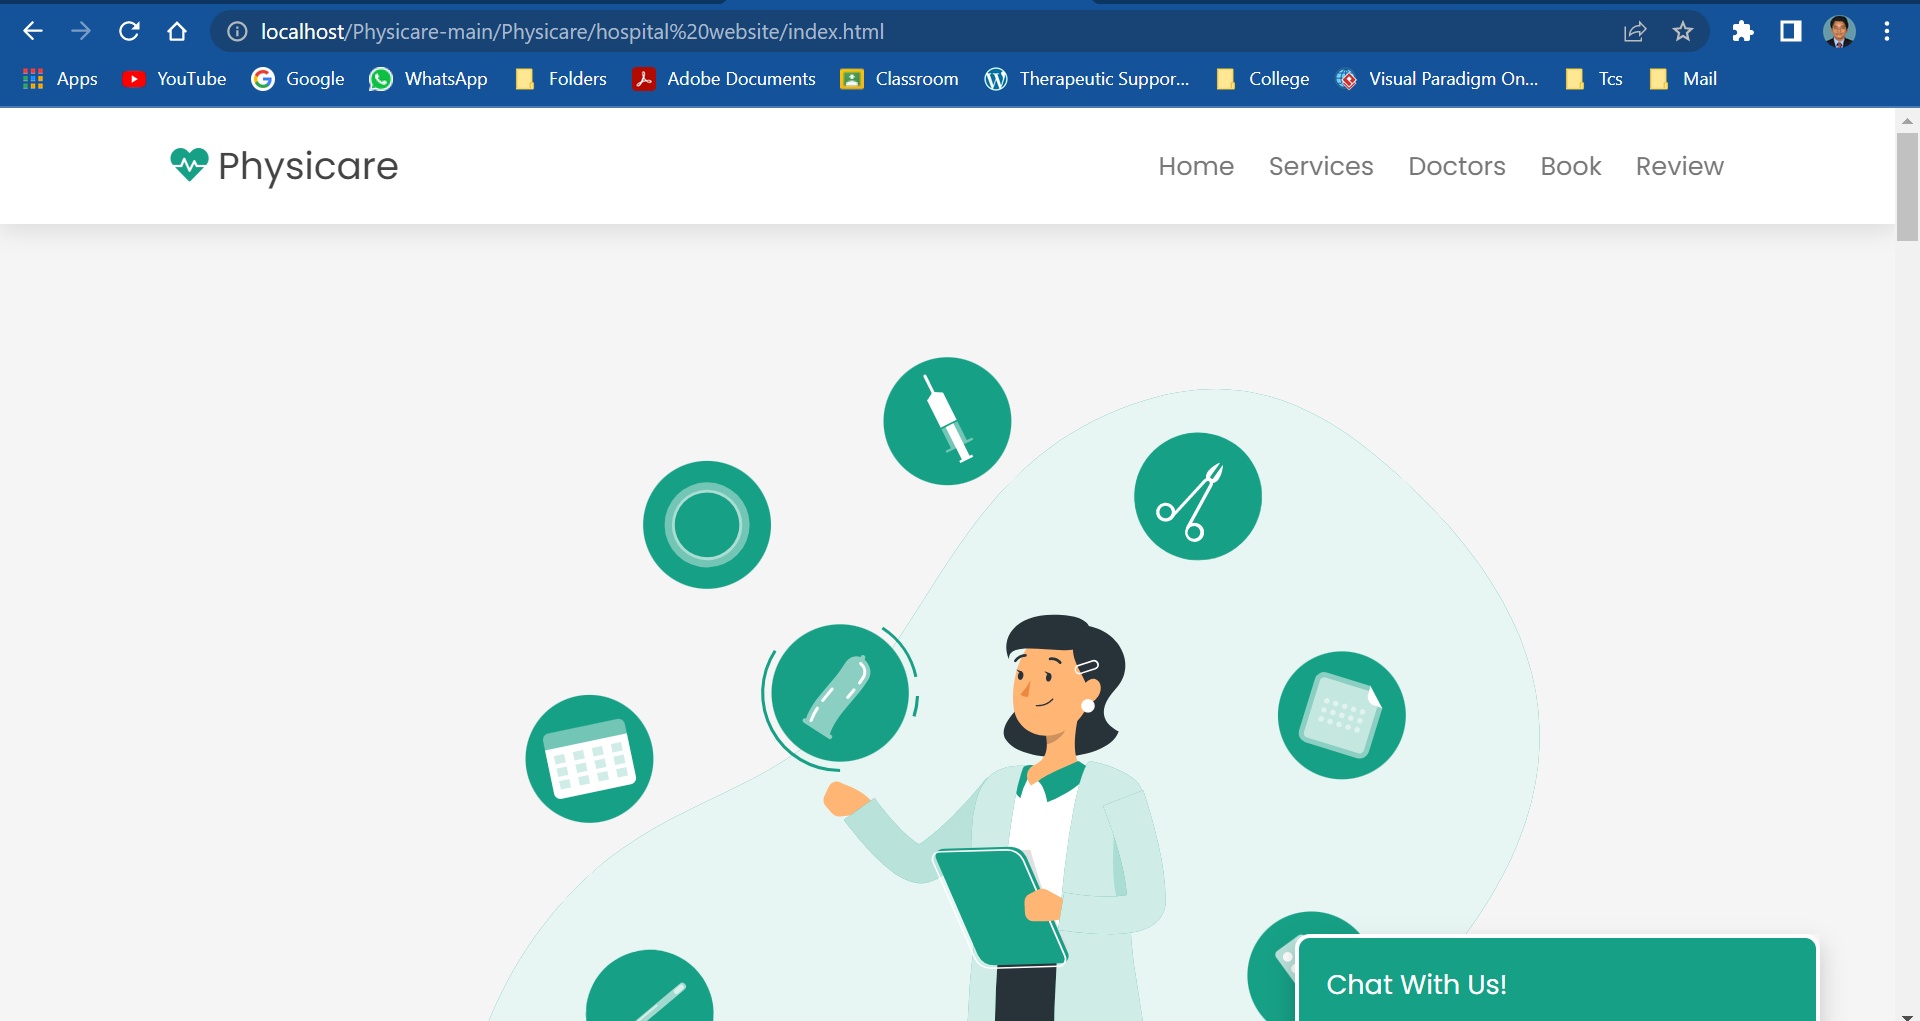 localhost/Physicare-main/Physicare/hospital%20website/index.html
Apps YouTube Google WhatsApp Folders Adobe Documents Classroom Therapeutic Suppor... College Visual Paradigm On... Tcs Mail
Physicare Home Services Doctors Book Review
Chat With Us!